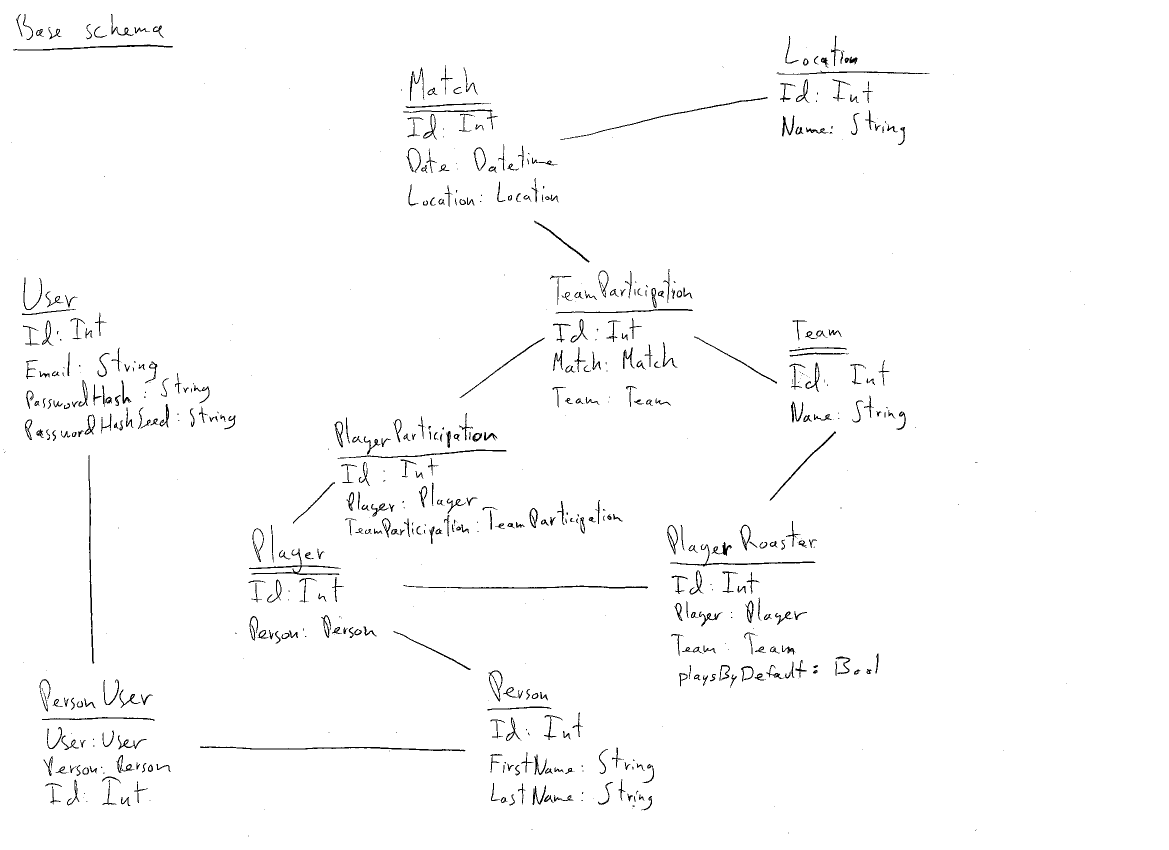 Base schema
Location
Id: Int
Name: String
Match
Id: Int
Date: Datetime
Location: Location
TeamParticipation
Id: Int
Match: Match
Team: Team
Team
Id: Int
Name: String
User
Id: Int
Email: String
PasswordHash: String
PasswordHashSeed: String
PlayerParticipation
Id: Int
Player: Player
TeamParticipation: TeamParticipation
Player
Id: Int
Person: Person
Player Roaster
Id: Int
Player: Player
Team: Team
playsByDefault: Bool
Person User
User: User
Person: Person
Id: Int
Person
Id: Int
FirstName: String
LastName: String